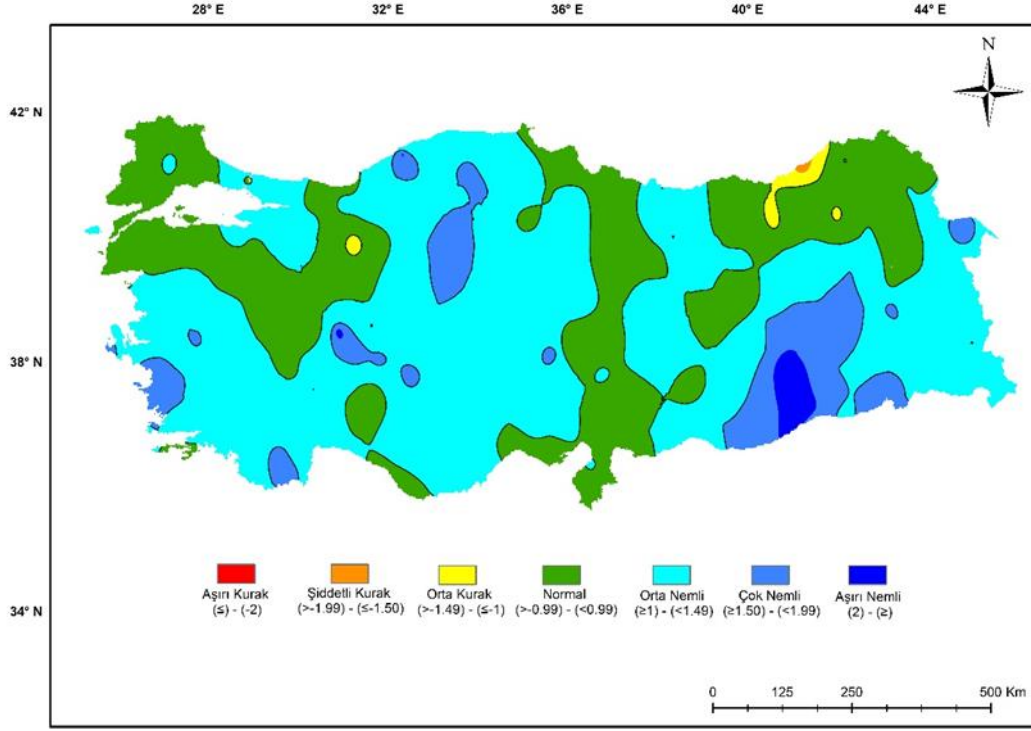 28° E 32° E 36° E 40° E 44° E
N
42° N
38° N
34° N
Aşırı Kurak Şiddetli Kurak Orta Kurak Normal Orta Nemli Çok Nemli Aşırı Nemli
(≤) - (-2) (>-1.99) - (≤-1.50) (>-1.49) - (≤-1) (>-0.99) - (<0.99) (≥1) - (<1.49) (≥1.50) - (<1.99) (2) - (≥)
0 125 250 500 Km